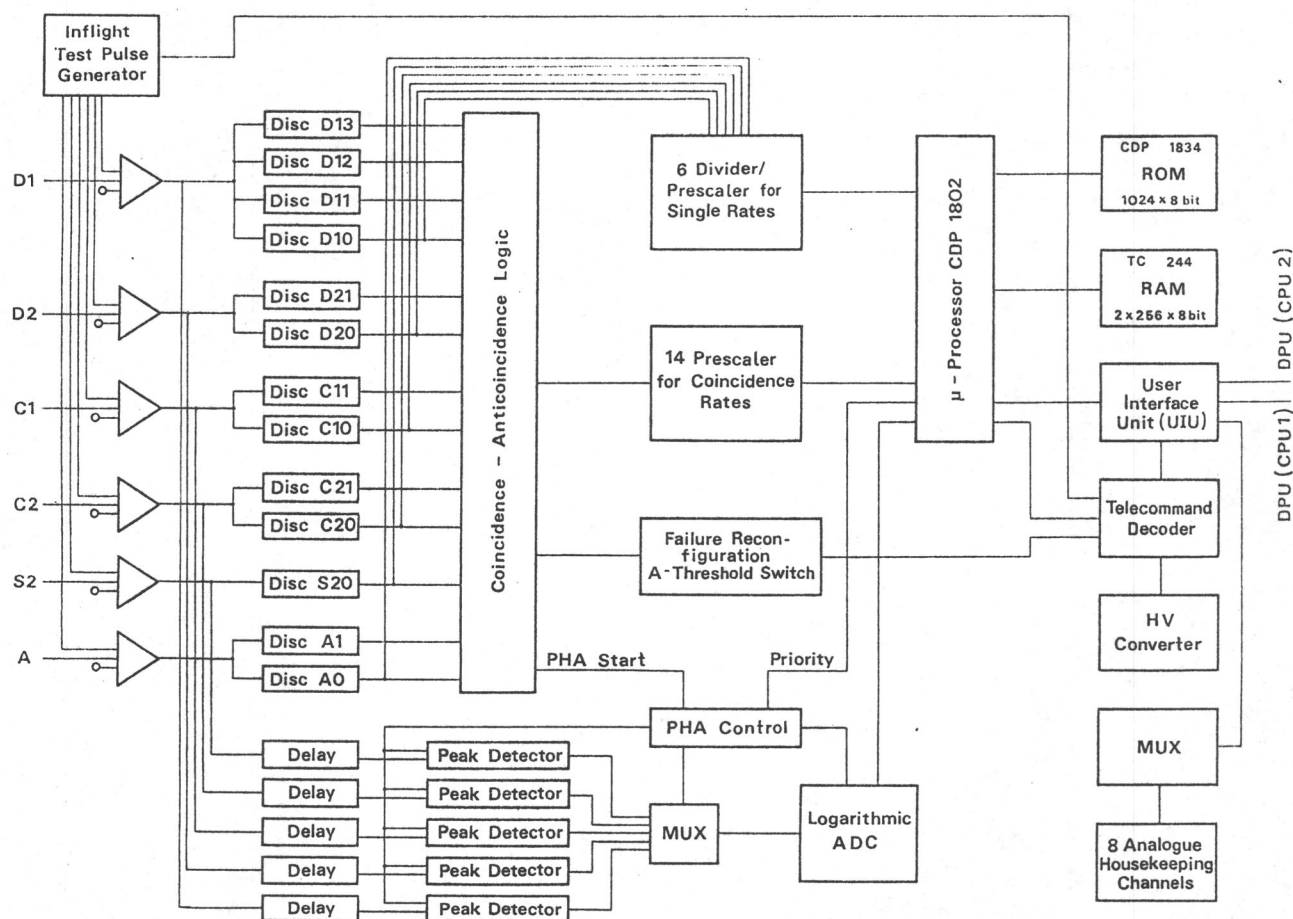 Inflight
Test Pulse
Generator
D1
D2
C1
C2
S2
A
Disc D13
Disc D12
Disc D11
Disc D10
Disc D21
Disc D20
Disc C11
Disc C10
Disc C21
Disc C20
Disc S20
Disc A1
Disc A0
Coincidence - Anticoincidence Logic
6 Divider/
Prescaler for
Single Rates
14 Prescaler
for Coincidence
Rates
Failure Recon-
figuration
A-Threshold Switch
PHA Start
Priority
PHA Control
Delay
Delay
Delay
Delay
Delay
Peak Detector
Peak Detector
Peak Detector
Peak Detector
Peak Detector
MUX
Logarithmic
ADC
µ-Processor CDP 1802
CDP 1834
ROM
1024 × 8 bit
TC 244
RAM
2 × 256 × 8 bit
User
Interface
Unit (UIU)
Telecommand
Decoder
HV
Converter
MUX
8 Analogue
Housekeeping
Channels
DPU (CPU 2)
DPU (CPU1)